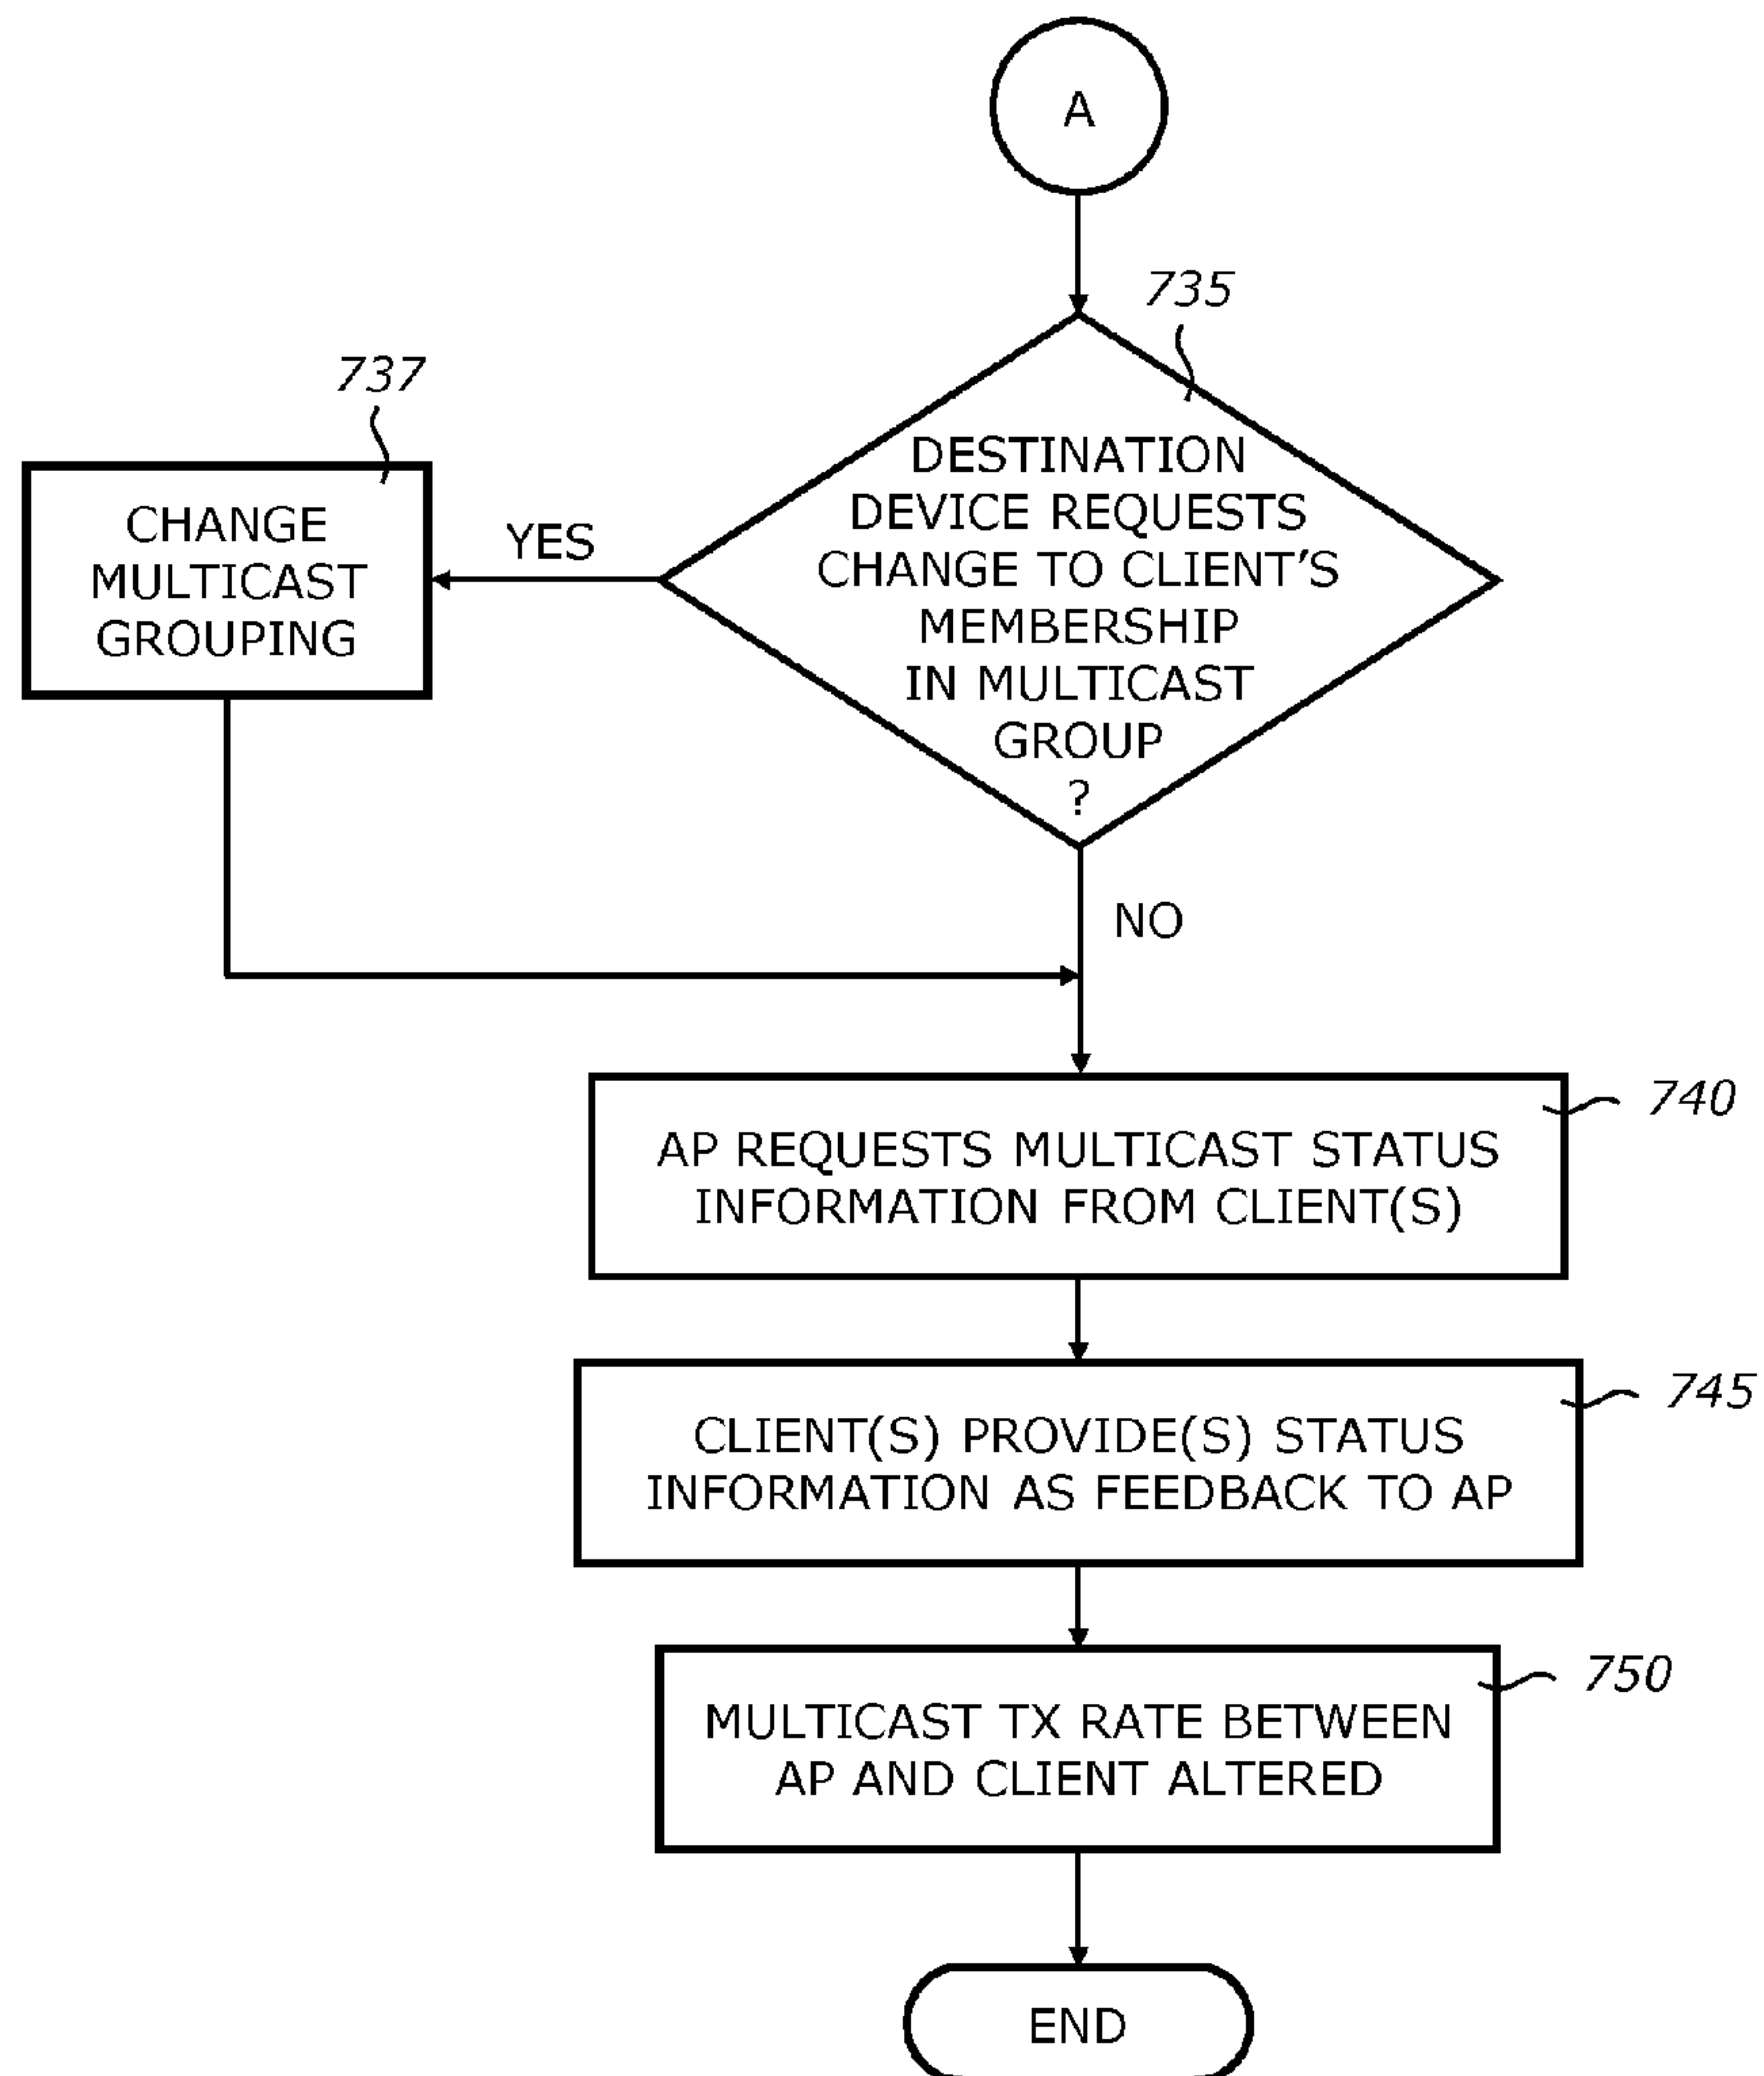 A
735
DESTINATION
DEVICE REQUESTS
CHANGE TO CLIENT'S
MEMBERSHIP
IN MULTICAST
GROUP
?
737
CHANGE
MULTICAST
GROUPING
YES
NO
740
AP REQUESTS MULTICAST STATUS
INFORMATION FROM CLIENT(S)
745
CLIENT(S) PROVIDE(S) STATUS
INFORMATION AS FEEDBACK TO AP
750
MULTICAST TX RATE BETWEEN
AP AND CLIENT ALTERED
END